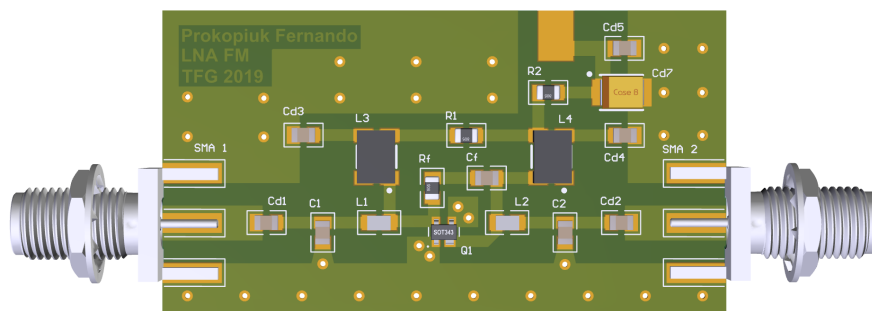 Prokopiuk Fernando
LNA FM
TFG 2019
Cd5
R2
Cd7
Case B
Cd3
L3
R1
L4
Cd4
SMA 1
SMA 2
Rf
Cf
Cd1
C1
L1
SOT343
Q1
L2
C2
Cd2